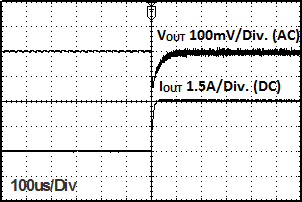 VOUT 100mV/Div. (AC)
IOUT 1.5A/Div. (DC)
100us/Div